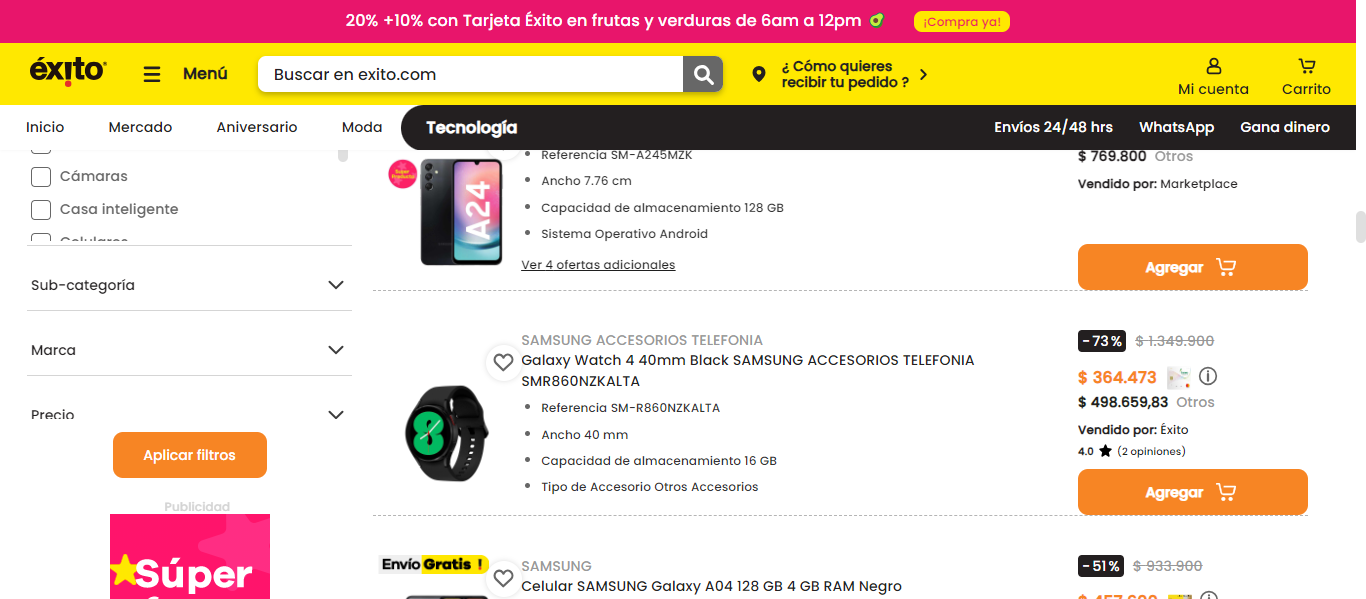 20% +10% con Tarjeta Éxito en frutas y verduras de 6am a 12pm
¡Compra ya!
éxito
Menú
Buscar en exito.com
¿ Cómo quieres
recibir tu pedido ?
Mi cuenta
Carrito
Inicio
Mercado
Aniversario
Moda
Tecnología
Envíos 24/48 hrs
WhatsApp
Gana dinero
Cámaras
Casa inteligente
Celulares
Sub-categoría
Marca
Precio
Aplicar filtros
Publicidad
Súper
A24
Referencia SM-A245MZK
Ancho 7.76 cm
Capacidad de almacenamiento 128 GB
Sistema Operativo Android
Ver 4 ofertas adicionales
$ 769.800 Otros
Vendido por: Marketplace
Agregar
SAMSUNG ACCESORIOS TELEFONIA
Galaxy Watch 4 40mm Black SAMSUNG ACCESORIOS TELEFONIA
SMR860NZKALTA
Referencia SM-R860NZKALTA
Ancho 40 mm
Capacidad de almacenamiento 16 GB
Tipo de Accesorio Otros Accesorios
- 73 % $ 1.349.900
$ 364.473
$ 498.659,83 Otros
Vendido por: Éxito
4.0 (2 opiniones)
Agregar
Envío Gratis !
SAMSUNG
Celular SAMSUNG Galaxy A04 128 GB 4 GB RAM Negro
- 51 % $ 933.900